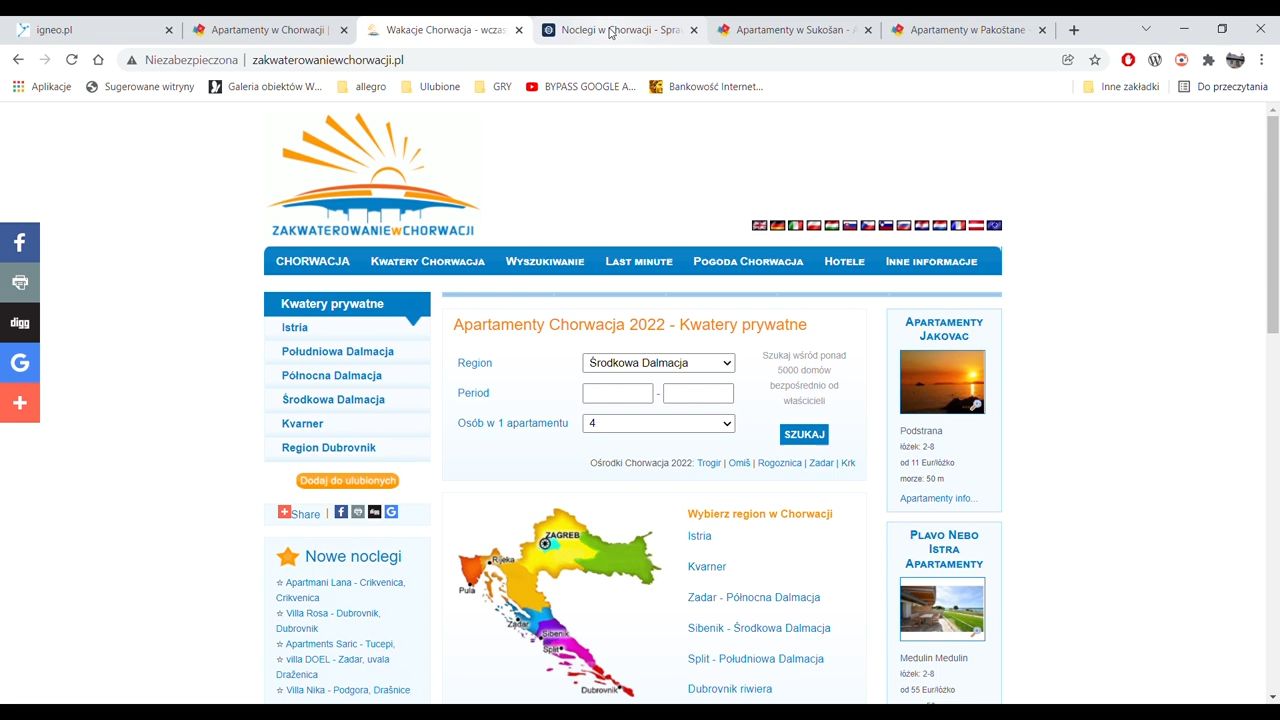 igneo.pl
Apartamenty w Chorwacji |
Wakacje Chorwacja - wczas
Noclegi w Chorwacji - Spra
Apartamenty w Sukošan - A
Apartamenty w Pakoštane -
Niezabezpieczona | zakwaterowaniewchorwacji.pl
Aplikacje
Sugerowane witryny
Galeria obiektów W...
allegro
Ulubione
GRY
BYPASS GOOGLE A...
Bankowość Internet...
Inne zakładki
Do przeczytania
ZAKWATEROWANIEWCHORWACJI
CHORWACJA
Kwatery Chorwacja
Wyszukiwanie
Last minute
Pogoda Chorwacja
Hotele
Inne informacje
digg
Kwatery prywatne
Istria
Południowa Dalmacja
Północna Dalmacja
Środkowa Dalmacja
Kvarner
Region Dubrovnik
Dodaj do ulubionych
Share |
Nowe noclegi
☆ Apartmani Lana - Crikvenica,
Crikvenica
☆ Villa Rosa - Dubrovnik,
Dubrovnik
☆ Apartments Saric - Tucepi,
☆ villa DOEL - Zadar, uvala
Draženica
☆ Villa Nika - Podgora, Drašnice
Apartamenty Chorwacja 2022 - Kwatery prywatne
Region
Środkowa Dalmacja
Period
-
Osób w 1 apartamentu
4
Szukaj wśród ponad
5000 domów
bezpośrednio od
właścicieli
SZUKAJ
Ośrodki Chorwacja 2022: Trogir | Omiš | Rogoznica | Zadar | Krk
ZAGREB
Rijeka
Pula
Zadar
Sibenik
Split
Dubrovnik
Wybierz region w Chorwacji
Istria
Kvarner
Zadar - Północna Dalmacja
Sibenik - Środkowa Dalmacja
Split - Południowa Dalmacja
Dubrovnik riwiera
Apartamenty
Jakovac
Podstrana
łóżek: 2-8
od 11 Eur/łóżko
morze: 50 m
Apartamenty info...
Plavo Nebo
Istra
Apartamenty
Medulin Medulin
łóżek: 2-8
od 55 Eur/łóżko